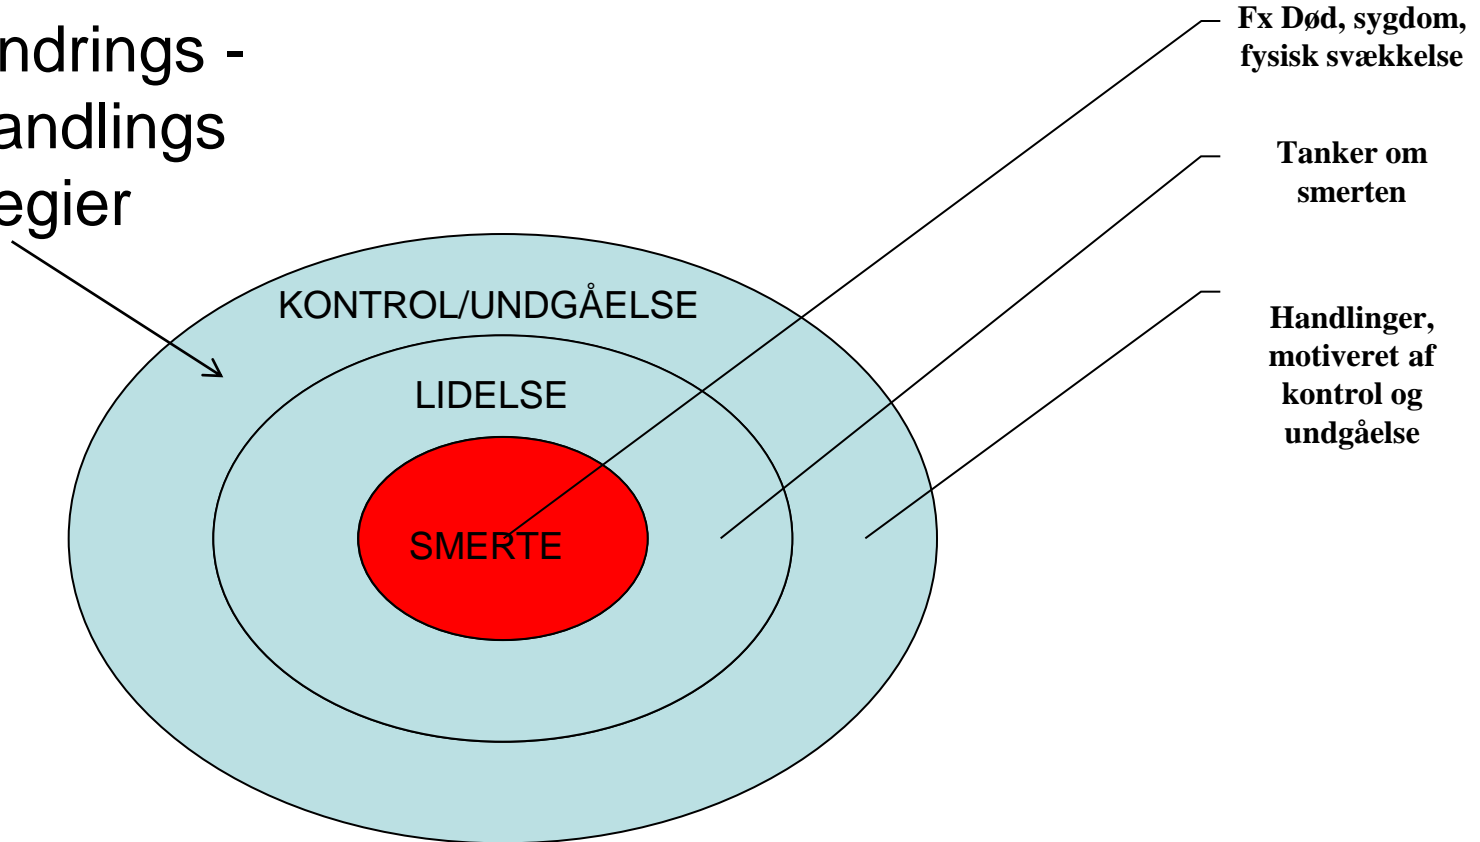 ndrings -
andlings
egier
KONTROL/UNDGÅELSE
LIDELSE
SMERTE
Fx Død, sygdom,
fysisk svækkelse
Tanker om
smerten
Handlinger,
motiveret af
kontrol og
undgåelse